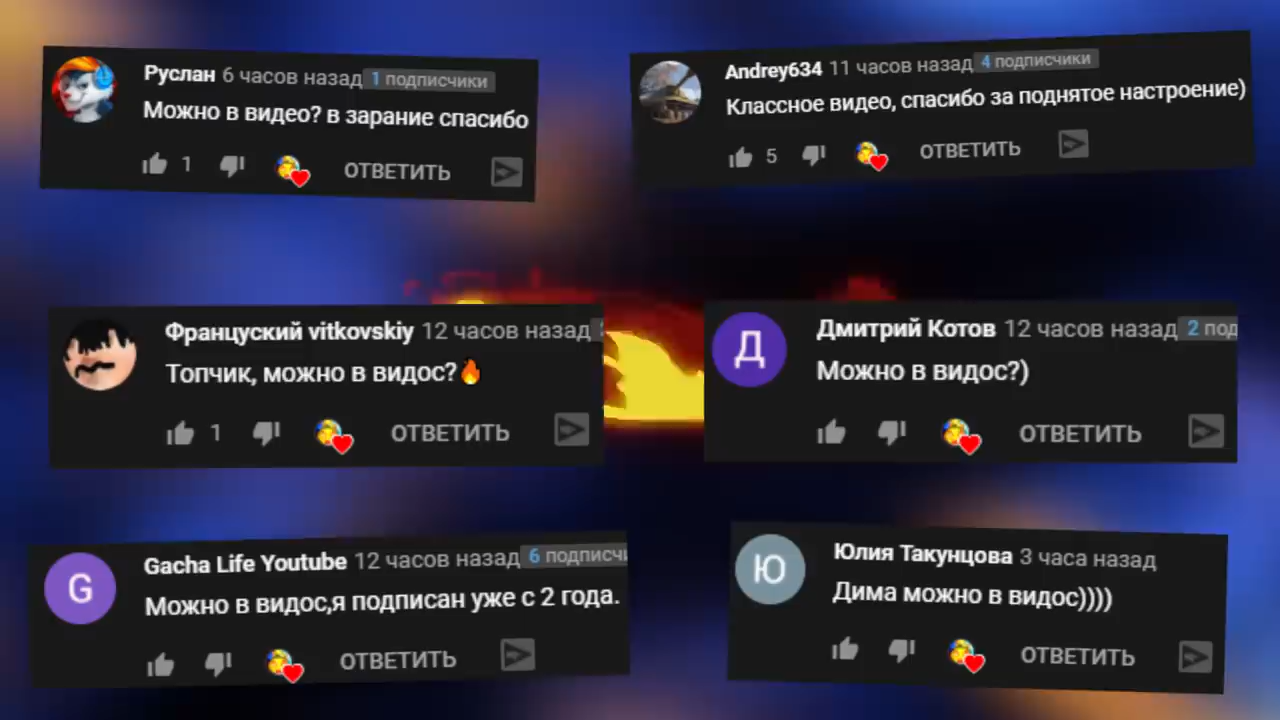 Руслан 6 часов назад 1 подписчики
Можно в видео? в зарание спасибо
1 ОТВЕТИТЬ
Andrey634 11 часов назад 4 подписчики
Классное видео, спасибо за поднятое настроение)
5 ОТВЕТИТЬ
Француский vitkovskiy 12 часов назад
Топчик, можно в видос?🔥
1 ОТВЕТИТЬ
Д
Дмитрий Котов 12 часов назад 2 под
Можно в видос?)
ОТВЕТИТЬ
G
Gacha Life Youtube 12 часов назад 6 подписчи
Можно в видос,я подписан уже с 2 года.
ОТВЕТИТЬ
Ю
Юлия Такунцова 3 часа назад
Дима можно в видос))))
ОТВЕТИТЬ